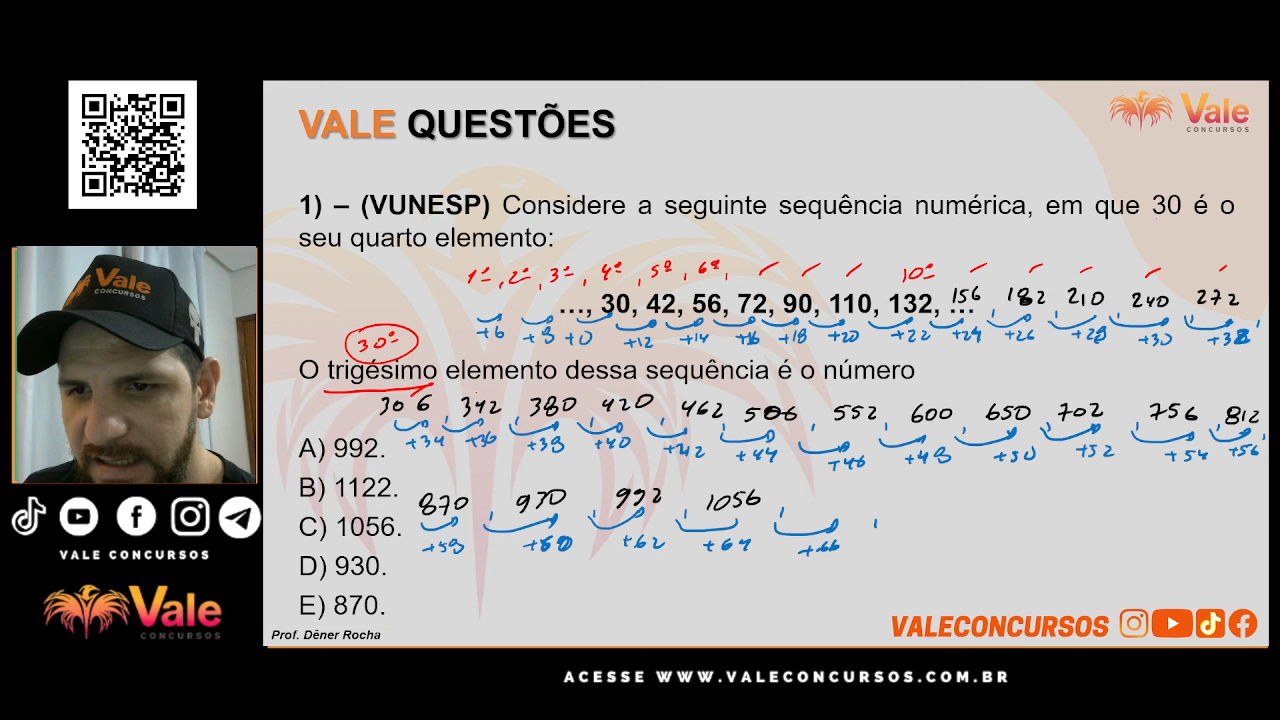 VALE QUESTÕES
Vale
CONCURSOS
1) – (VUNESP) Considere a seguinte sequência numérica, em que 30 é o
seu quarto elemento:
1º, 2º, 3º, 4º, 5º, 6º, 10º
..., 30, 42, 56, 72, 90, 110, 132, ... 156 182 210 240 272
+6 +8 +12 +14 +16 +18 +20 +22 +24 +26 +28 +30
30º
O trigésimo elemento dessa sequência é o número
306 342 380 420 462 506 552 600 650 702 756 812
+34 +36 +38 +40 +42 +44 +46 +48 +50 +52 +54 +56
A) 992.
B) 1122.
870 930 992 1056
C) 1056.
+58 +60 +62 +64 +66
D) 930.
E) 870.
Prof. Dêner Rocha
Vale
CONCURSOS
VALE CONCURSOS
Vale
CONCURSOS
VALECONCURSOS
ACESSE WWW.VALECONCURSOS.COM.BR